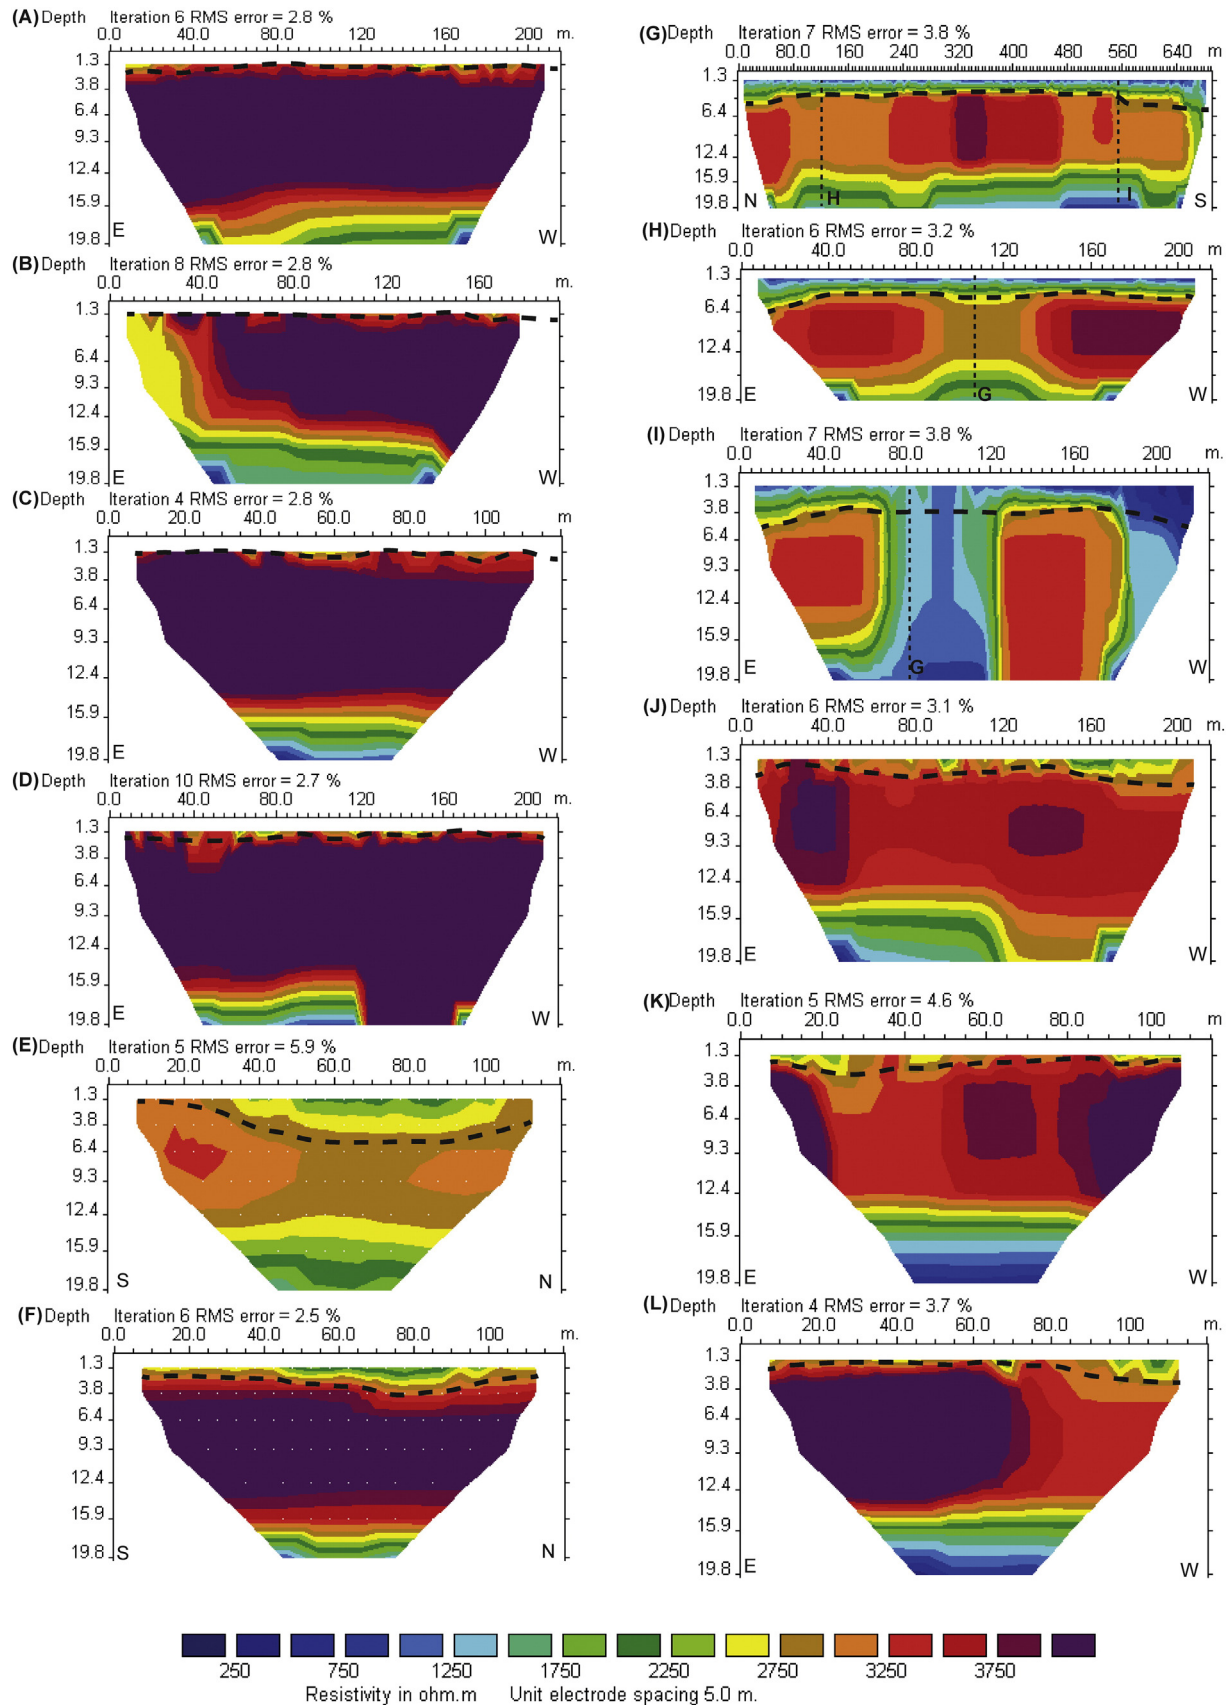 (A) Depth Iteration 6 RMS error = 2.8 %
0.0 40.0 80.0 120 160 200 m.
1.3
3.8
6.4
9.3
12.4
15.9
19.8
E W
(B) Depth Iteration 8 RMS error = 2.8 %
0.0 40.0 80.0 120 160 m.
1.3
6.4
9.3
12.4
15.9
19.8
E W
(C) Depth Iteration 4 RMS error = 2.8 %
0.0 20.0 40.0 60.0 80.0 100 m
1.3
3.8
6.4
9.3
12.4
15.9
19.8
E W
(D) Depth Iteration 10 RMS error = 2.7 %
0.0 40.0 80.0 120 160 200 m.
1.3
3.8
6.4
9.3
12.4
15.9
19.8
E W
(E) Depth Iteration 5 RMS error = 5.9 %
0.0 20.0 40.0 60.0 80.0 100 m.
1.3
3.8
6.4
9.3
12.4
15.9
19.8
S N
(F) Depth Iteration 6 RMS error = 2.5 %
0.0 20.0 40.0 60.0 80.0 100 m.
1.3
3.8
6.4
9.3
12.4
15.9
19.8
S N
(G) Depth Iteration 7 RMS error = 3.8 %
0.0 80.0 160 240 320 400 480 560 640 m.
1.3
6.4
12.4
15.9
19.8
N H I S
(H) Depth Iteration 6 RMS error = 3.2 %
0.0 40.0 80.0 120 160 200 m.
1.3
6.4
12.4
19.8
E G W
(I) Depth Iteration 7 RMS error = 3.8 %
0.0 40.0 80.0 120 160 200 m.
1.3
3.8
6.4
9.3
12.4
15.9
19.8
E G W
(J) Depth Iteration 6 RMS error = 3.1 %
0.0 40 80.0 120 160 200 m.
1.3
3.8
6.4
9.3
12.4
15.9
19.8
E W
(K) Depth Iteration 5 RMS error = 4.6 %
0.0 20.0 40.0 60.0 80.0 100 m
1.3
3.8
6.4
9.3
12.4
15.9
19.8
E W
(L) Depth Iteration 4 RMS error = 3.7 %
0.0 20.0 40.0 60.0 80.0 100 m.
1.3
3.8
6.4
9.3
12.4
15.9
19.8
E W
250 750 1250 1750 2250 2750 3250 3750
Resistivity in ohm.m Unit electrode spacing 5.0 m.